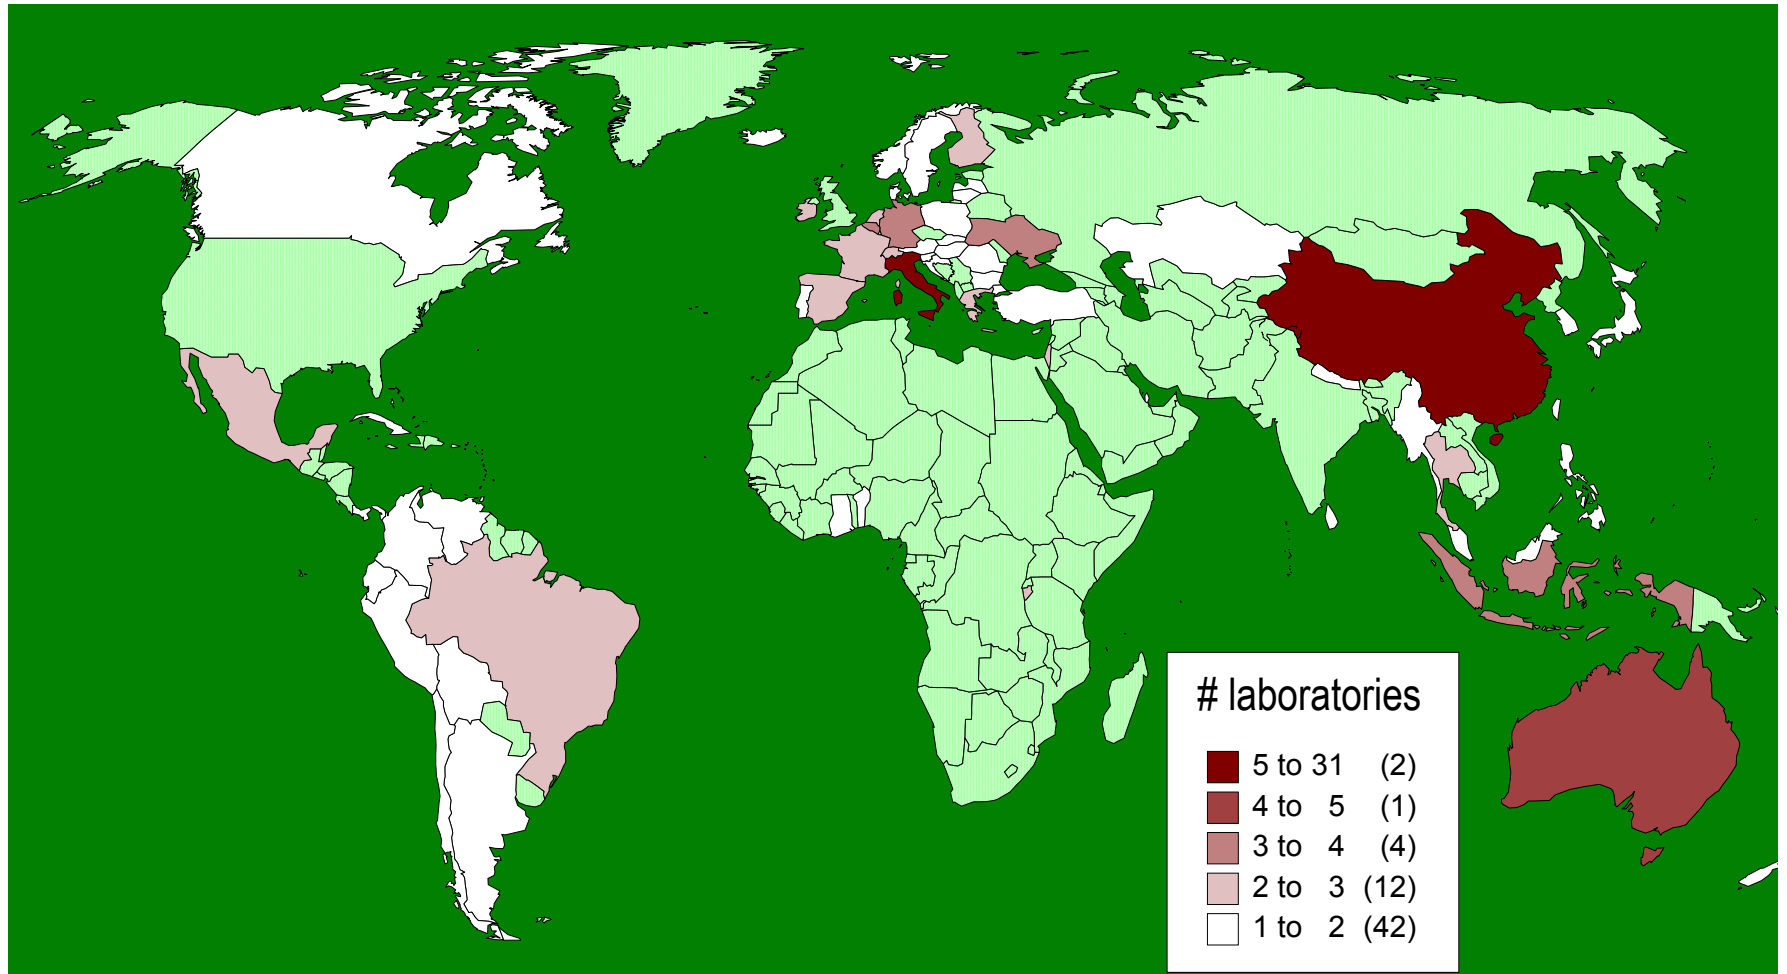 # laboratories
5 to 31 (2)
4 to 5 (1)
3 to 4 (4)
2 to 3 (12)
1 to 2 (42)